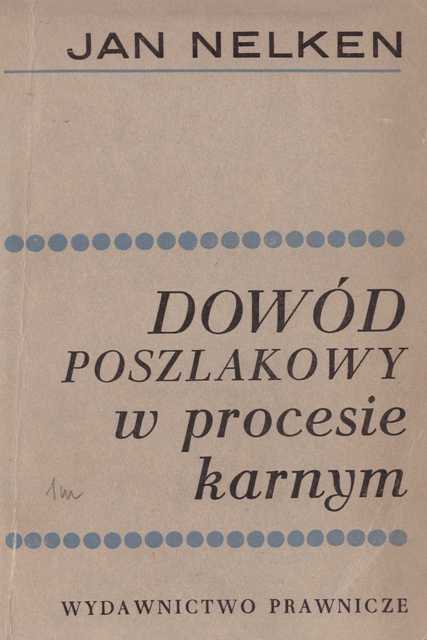 JAN NELKEN
DOWÓD
POSZLAKOWY
w procesie
karnym
WYDAWNICTWO PRAWNICZE